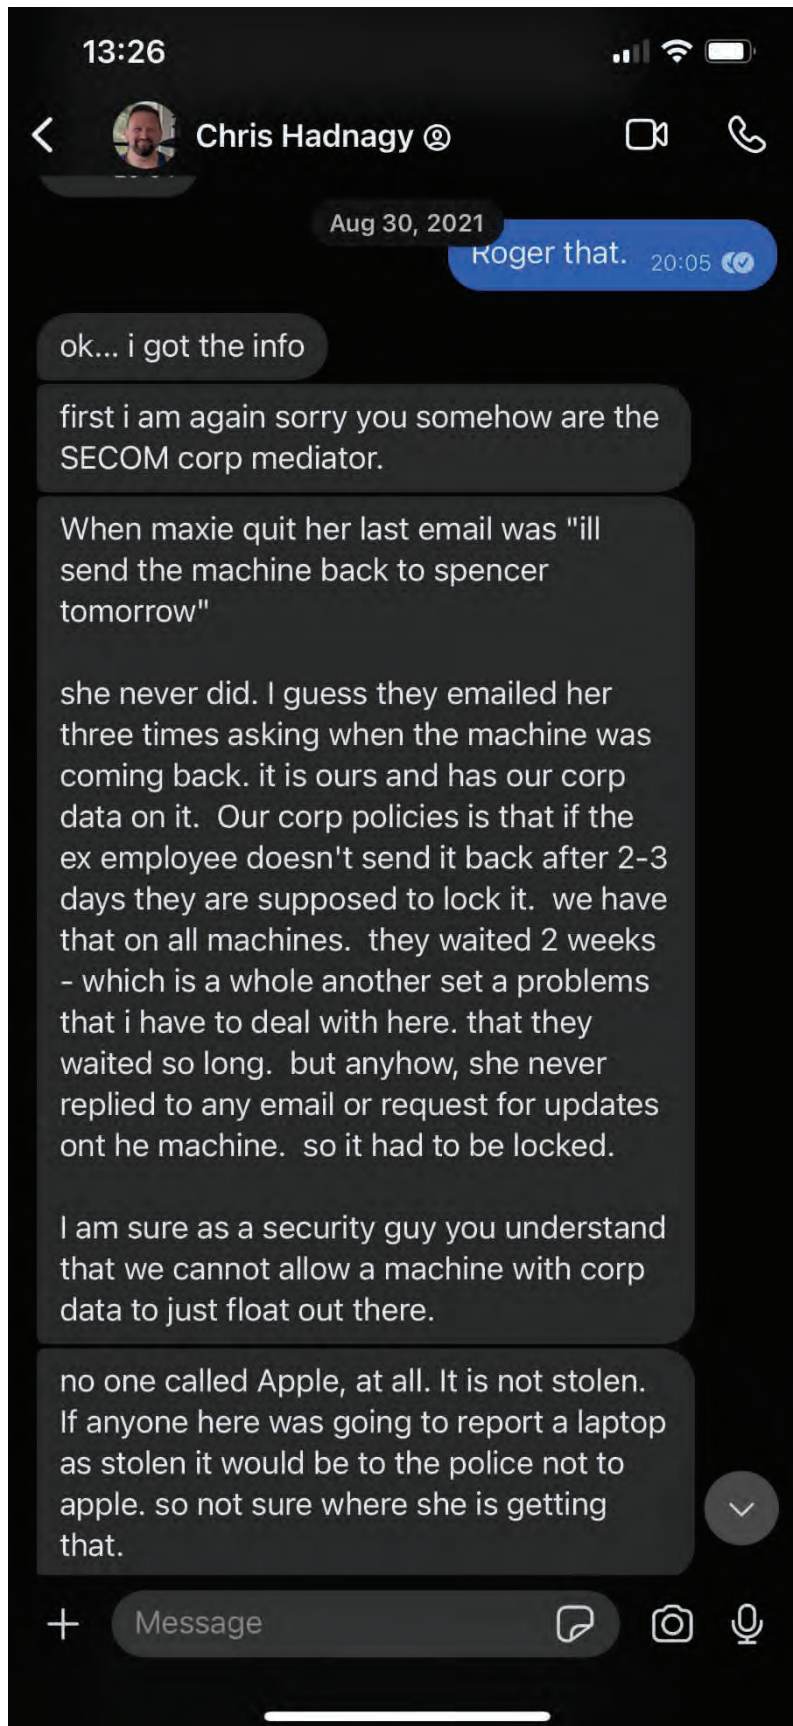 13:26
Chris Hadnagy
Aug 30, 2021
Roger that. 20:05
ok... i got the info
first i am again sorry you somehow are the
SECOM corp mediator.
When maxie quit her last email was "ill
send the machine back to spencer
tomorrow"
she never did. I guess they emailed her
three times asking when the machine was
coming back. it is ours and has our corp
data on it.  Our corp policies is that if the
ex employee doesn't send it back after 2-3
days they are supposed to lock it.  we have
that on all machines.  they waited 2 weeks
- which is a whole another set a problems
that i have to deal with here. that they
waited so long.  but anyhow, she never
replied to any email or request for updates
ont he machine.  so it had to be locked.
I am sure as a security guy you understand
that we cannot allow a machine with corp
data to just float out there.
no one called Apple, at all. It is not stolen.
If anyone here was going to report a laptop
as stolen it would be to the police not to
apple. so not sure where she is getting
that.
Message